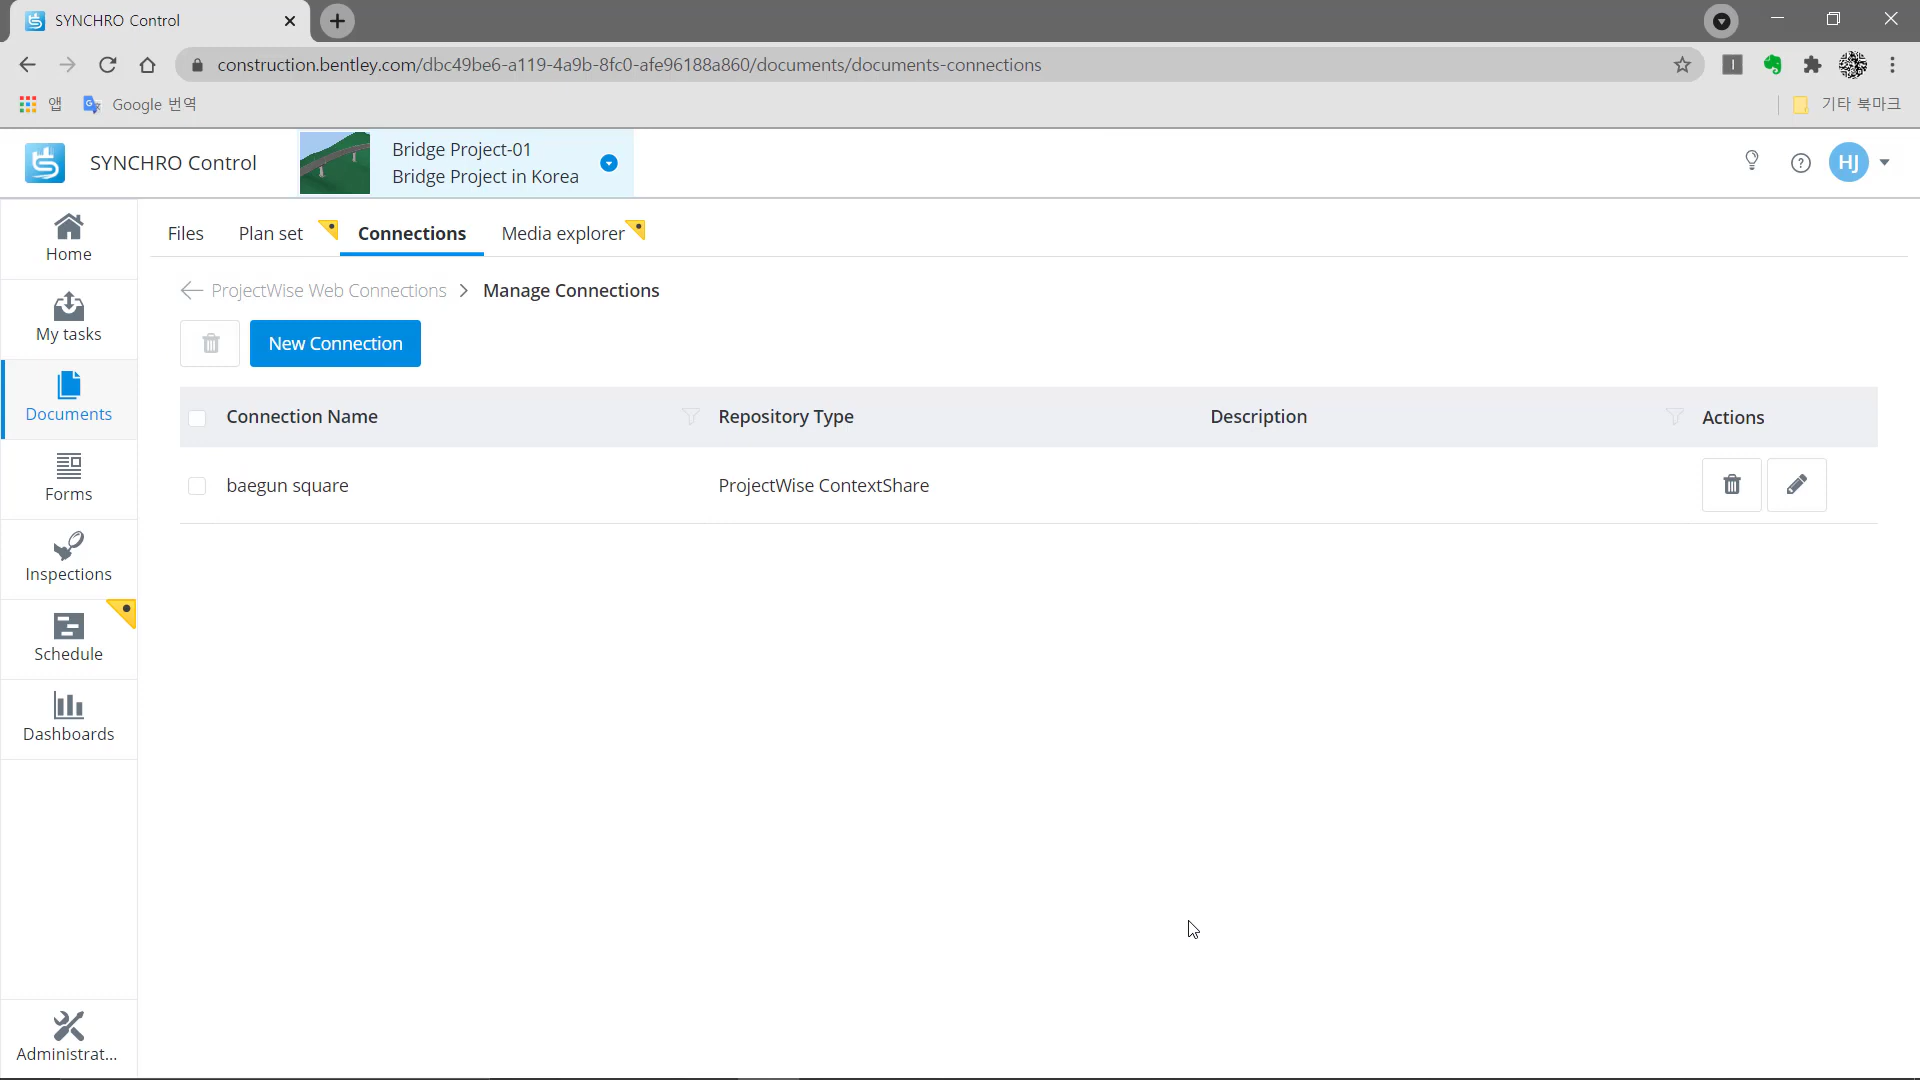 SYNCHRO Control
construction.bentley.com/dbc49be6-a119-4a9b-8fc0-afe96188a860/documents/documents-connections
앱 Google 번역 기타 북마크
SYNCHRO Control
Bridge Project-01
Bridge Project in Korea
HJ
Home
My tasks
Documents
Forms
Inspections
Schedule
Dashboards
Administrat...
Files Plan set Connections Media explorer
ProjectWise Web Connections > Manage Connections
New Connection
Connection Name Repository Type Description Actions
baegun square ProjectWise ContextShare